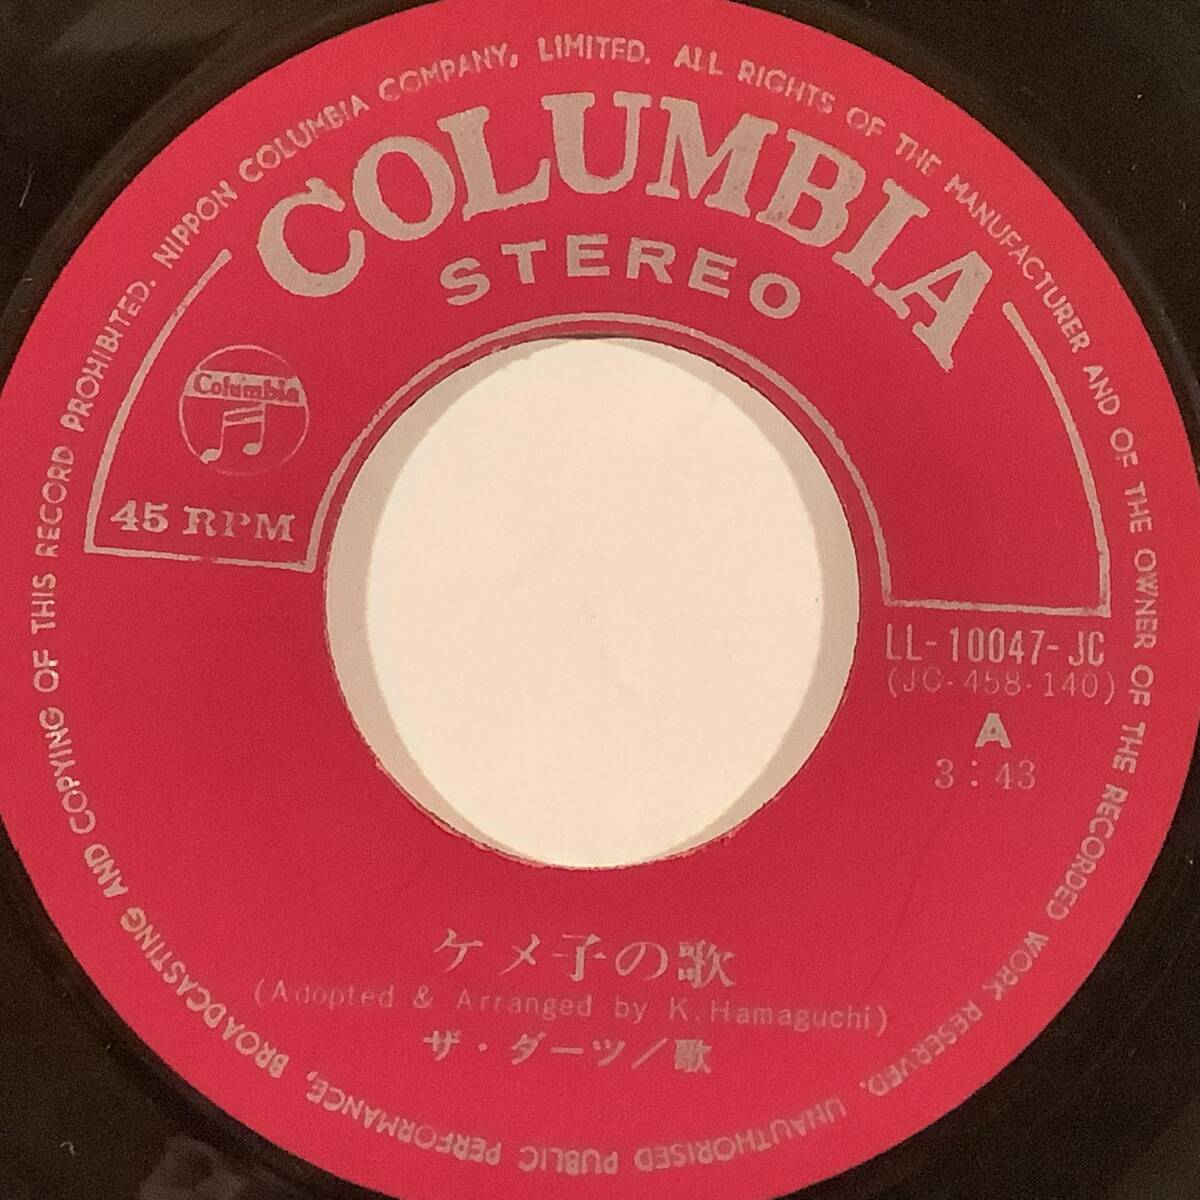 NIPPON COLUMBIA COMPANY, LIMITED. ALL RIGHTS OF THE MANUFACTURER AND OF THE OWNER OF THE RECORDED WORK RESERVED. UNAUTHORISED PUBLIC PERFORMANCE, BROADCASTING AND COPYING OF THIS RECORD PROHIBITED.
COLUMBIA
STEREO
Columbia
45 RPM
LL-10047-JC
(JC-458-140)
A
3:43
ケメ子の歌
(Adopted & Arranged by K. Hamaguchi)
ザ・ダーツ/歌